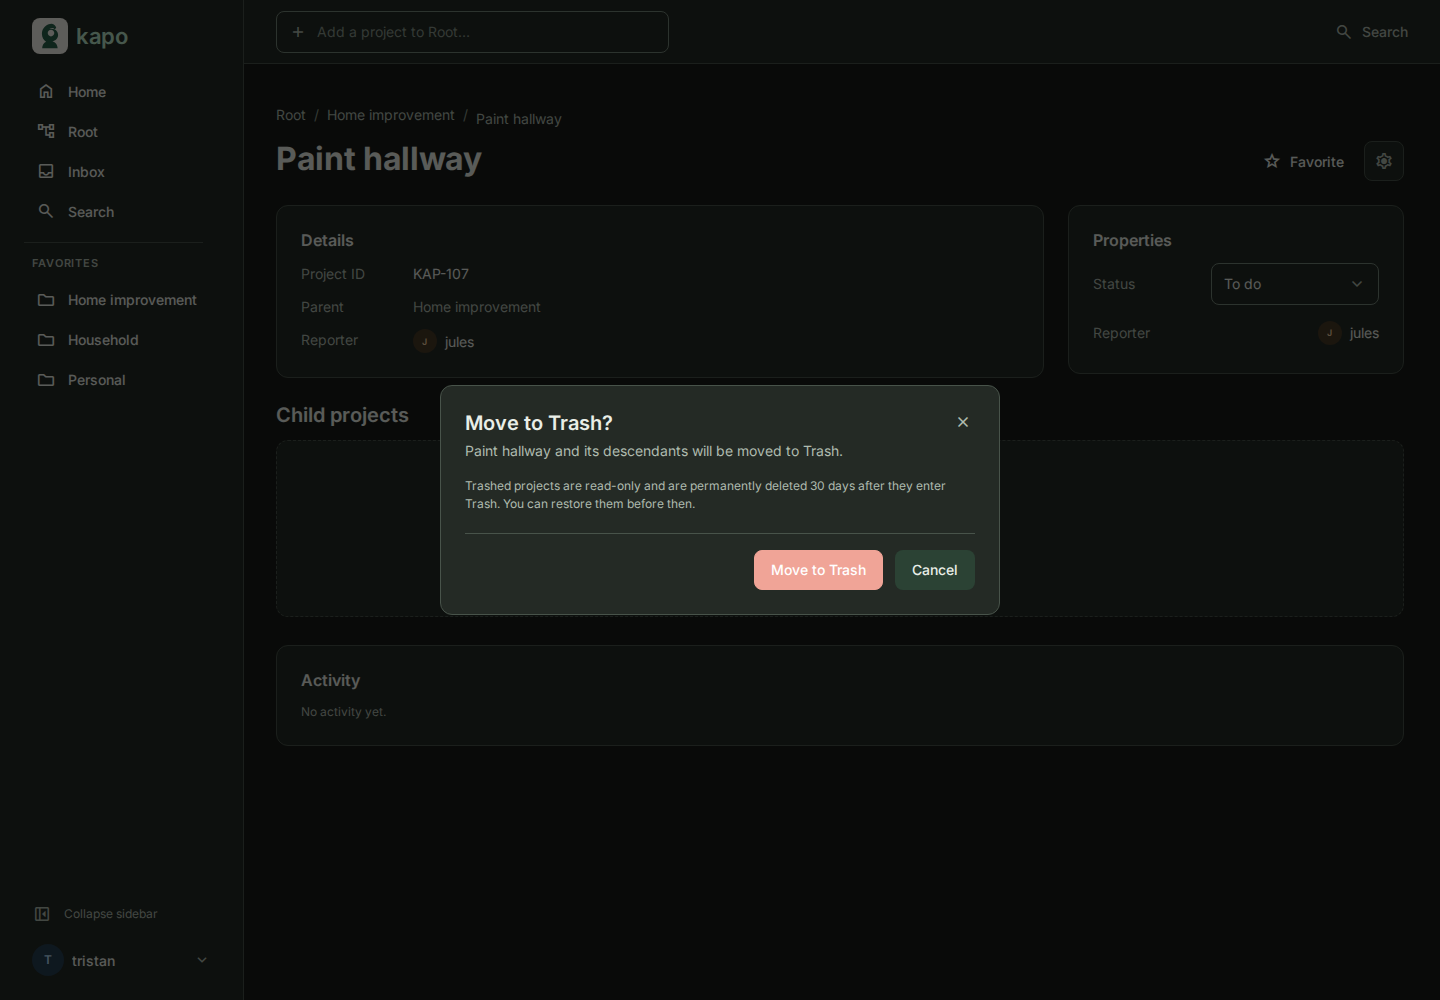 kapo
Add a project to Root...
Search
Home
Root
Inbox
Search
FAVORITES
Home improvement
Household
Personal
Collapse sidebar
T tristan
Root / Home improvement / Paint hallway
Paint hallway
Favorite
Details
Project ID KAP-107
Parent Home improvement
Reporter J jules
Properties
Status To do
Reporter J jules
Child projects
Move to Trash?
Paint hallway and its descendants will be moved to Trash.
Trashed projects are read-only and are permanently deleted 30 days after they enter
Trash. You can restore them before then.
Move to Trash Cancel
Activity
No activity yet.